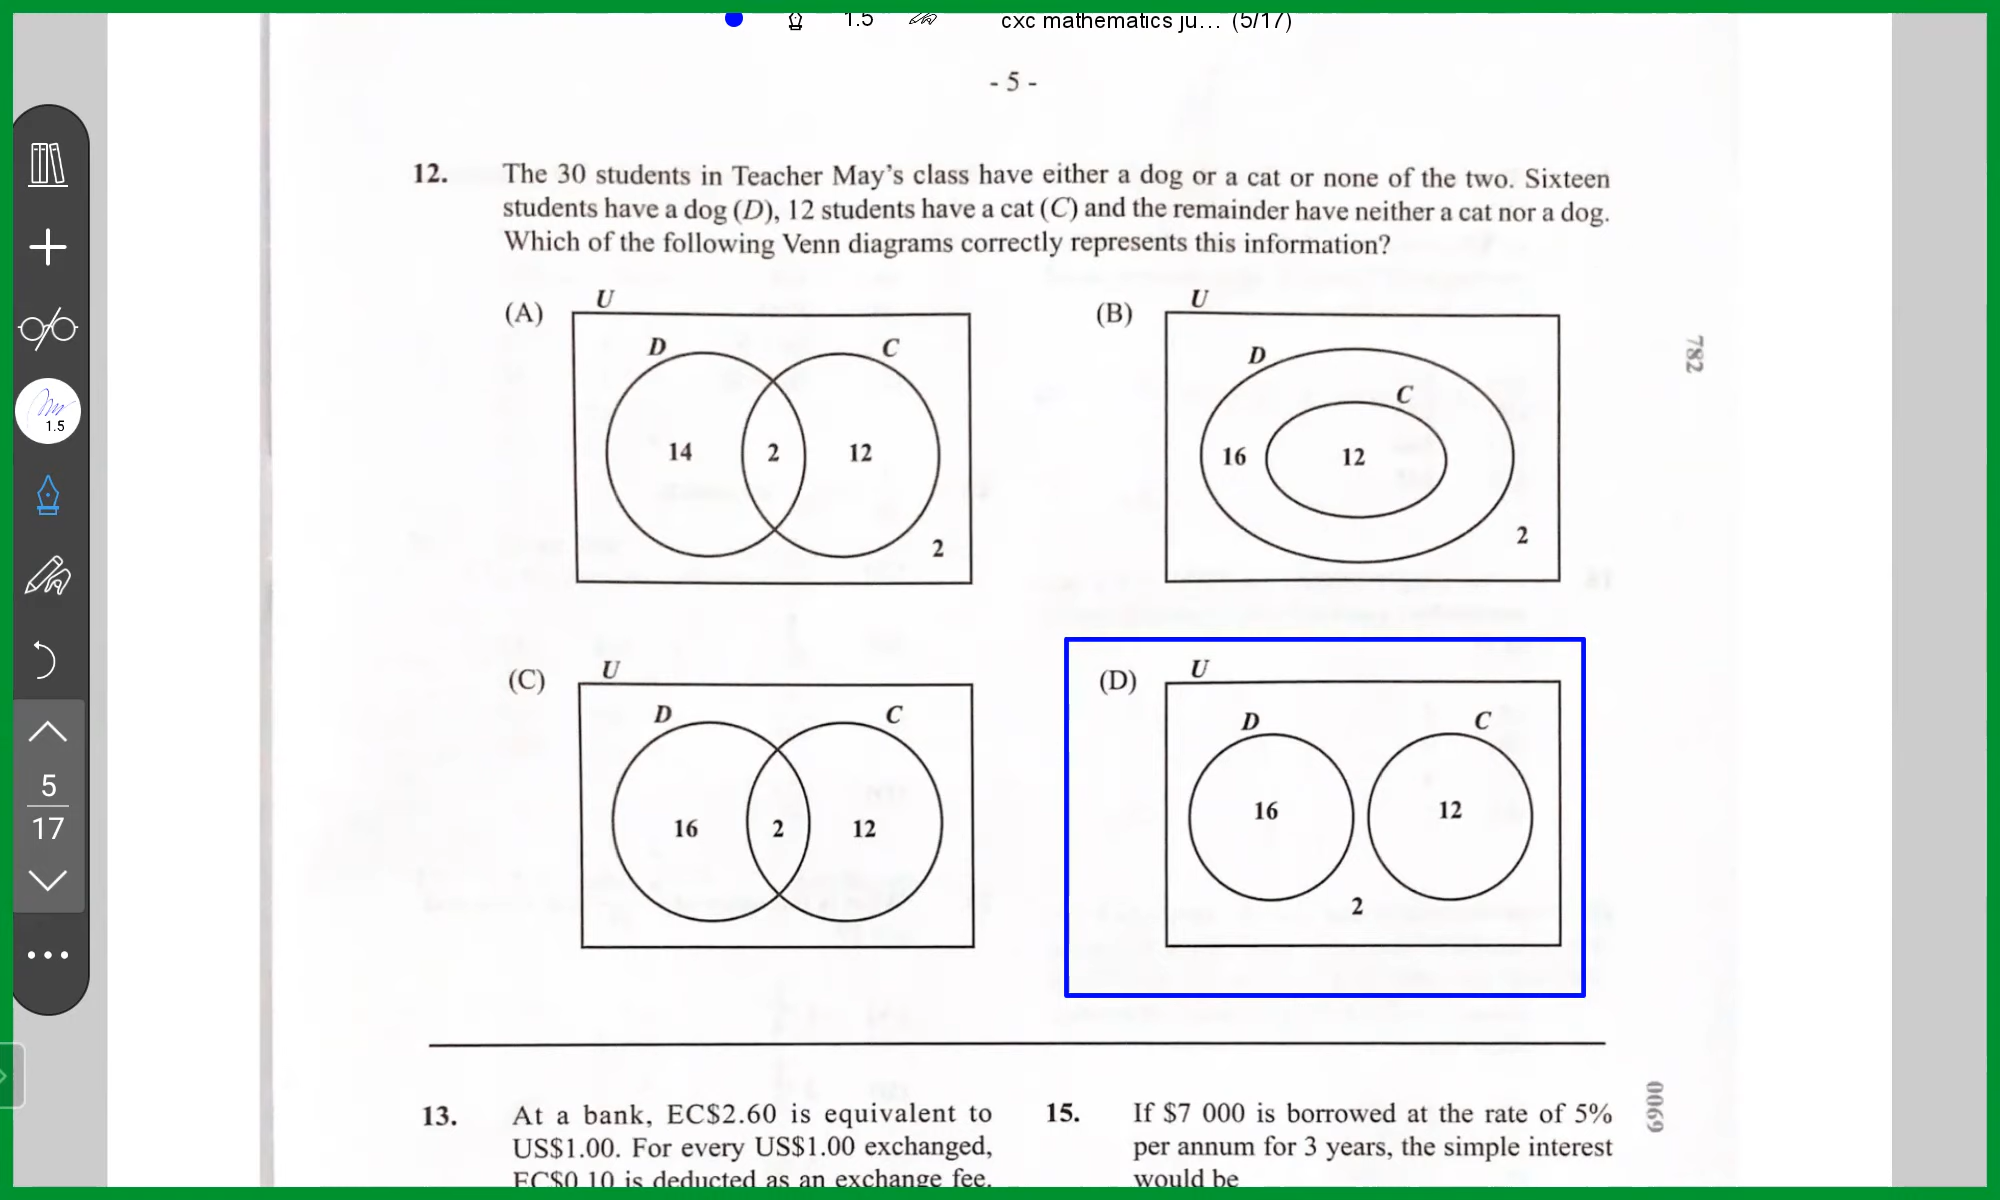 1.5
cxc mathematics ju... (5/17)
- 5 -
12. The 30 students in Teacher May's class have either a dog or a cat or none of the two. Sixteen
students have a dog (D), 12 students have a cat (C) and the remainder have neither a cat nor a dog.
Which of the following Venn diagrams correctly represents this information?
(A) U
D C
14 2 12
2
(B) U
D
C
16 12
2
782
(C) U
D C
16 2 12
(D) U
D C
16 12
2
13. At a bank, EC$2.60 is equivalent to
US$1.00. For every US$1.00 exchanged,
EC$0.10 is deducted as an exchange fee.
15. If $7 000 is borrowed at the rate of 5%
per annum for 3 years, the simple interest
would be
0069
1.5
5
17